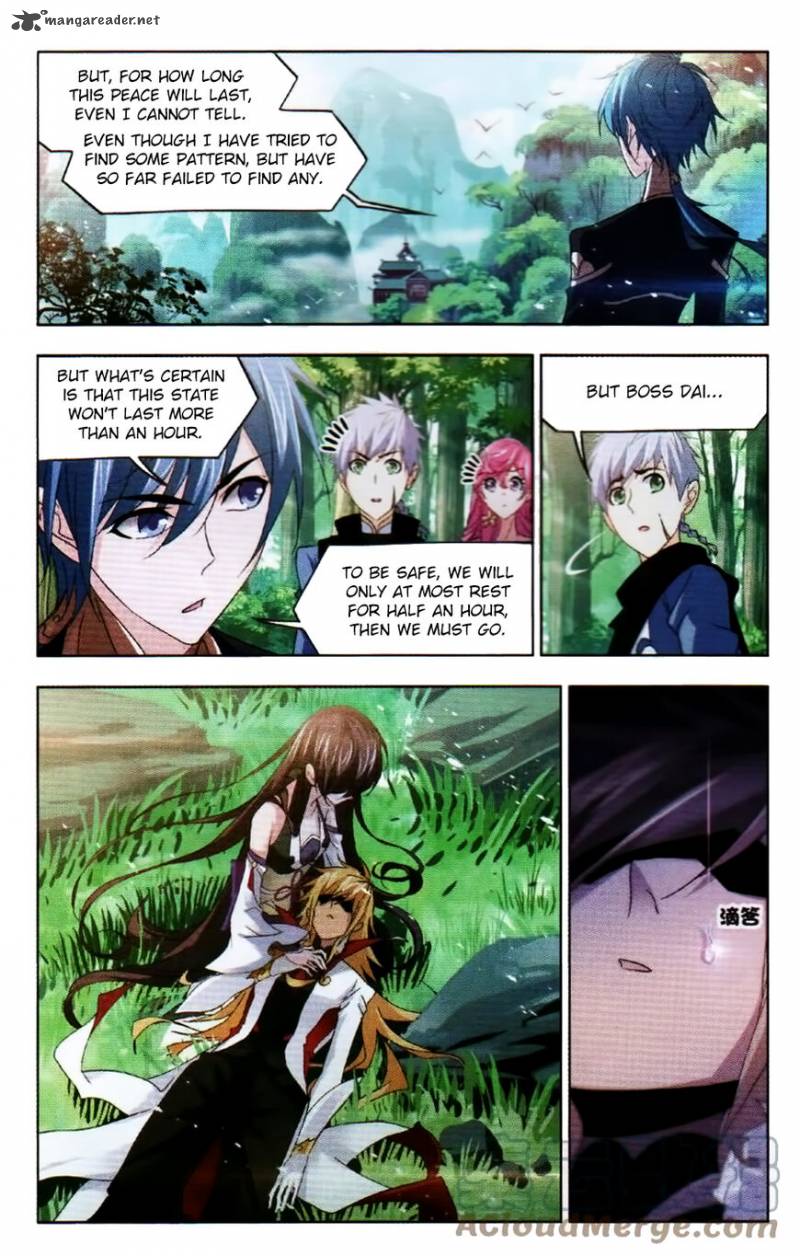 mangareader.net
BUT, FOR HOW LONG
THIS PEACE WILL LAST,
EVEN I CANNOT TELL.
EVEN THOUGH I HAVE TRIED TO
FIND SOME PATTERN, BUT HAVE
SO FAR FAILED TO FIND ANY.
BUT WHAT'S CERTAIN
IS THAT THIS STATE
WON'T LAST MORE
THAN AN HOUR.
TO BE SAFE, WE WILL
ONLY AT MOST REST
FOR HALF AN HOUR,
THEN WE MUST GO.
BUT BOSS DAI...
滴答
ACloudMerge.com